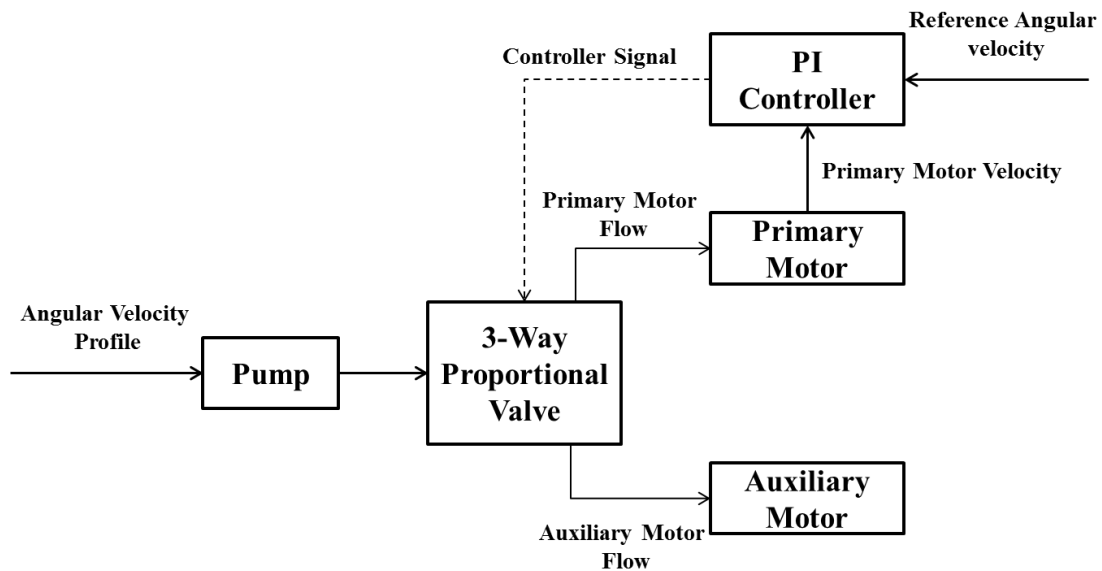 Reference Angular
velocity
Controller Signal
PI
Controller
Primary Motor Velocity
Primary Motor
Flow
Primary
Motor
Angular Velocity
Profile
Pump
3-Way
Proportional
Valve
Auxiliary
Motor
Auxiliary Motor
Flow